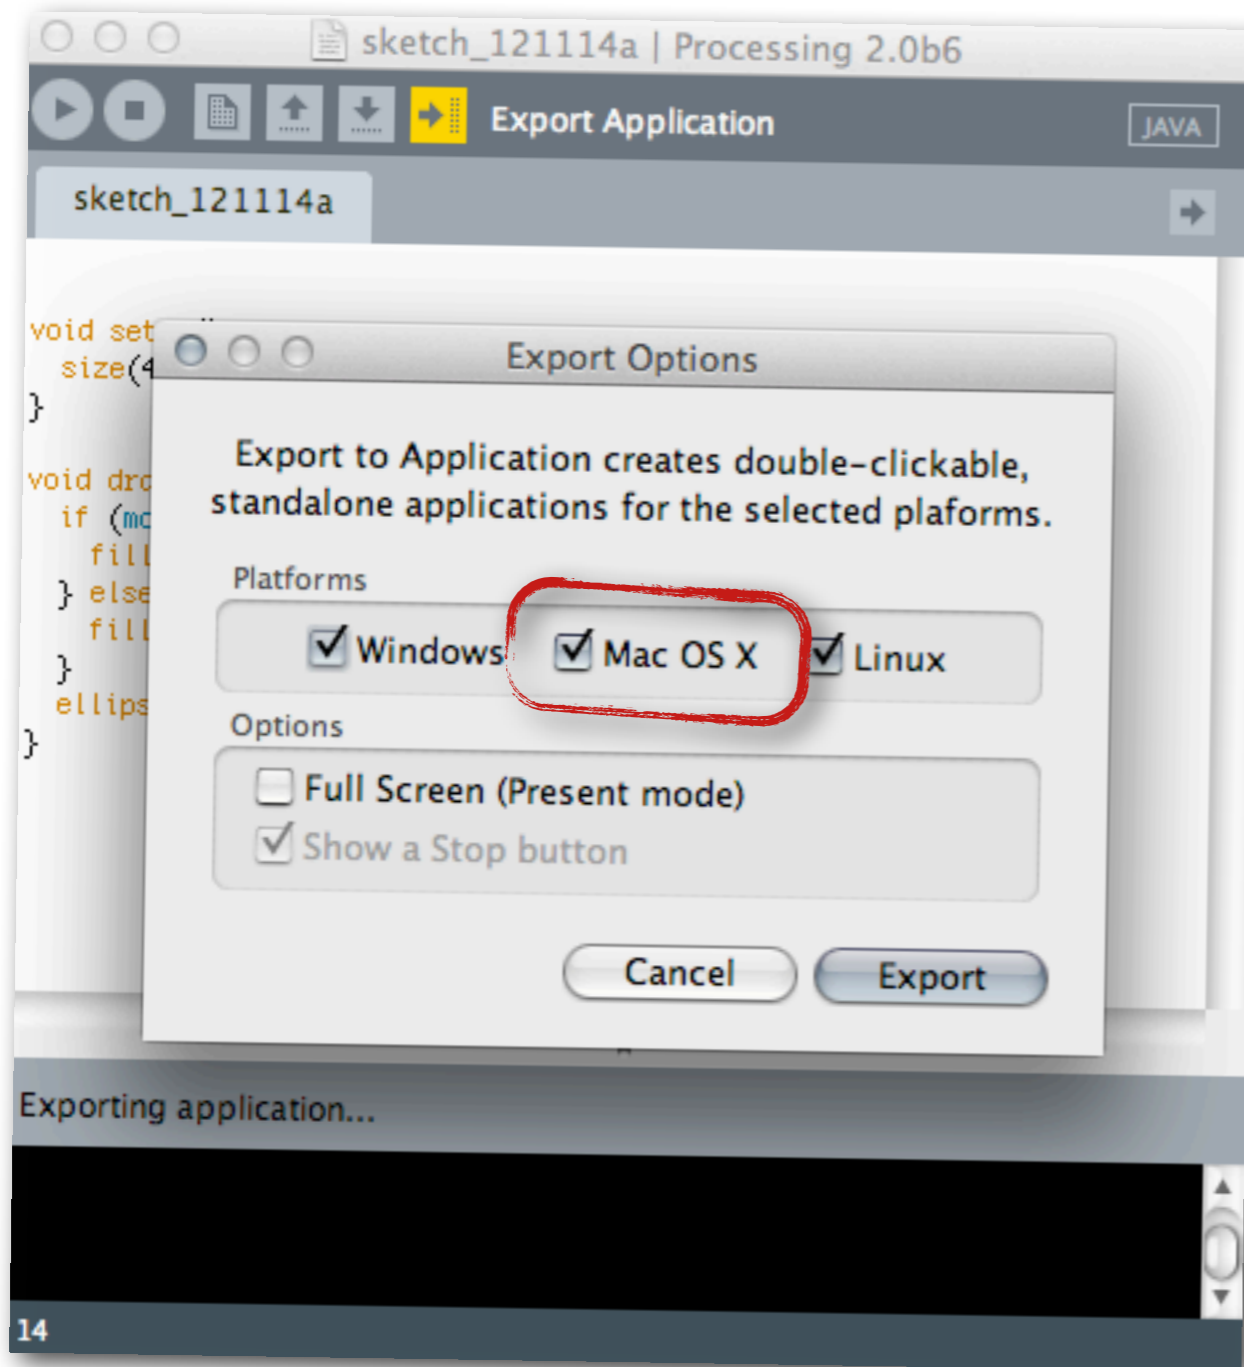 sketch_121114a | Processing 2.0b6
Export Application
JAVA
sketch_121114a
void set
size(4
}
void dra
if (mo
fill
} else
fill
}
ellips
}
Export Options
Export to Application creates double-clickable,
standalone applications for the selected plaforms.
Platforms
Windows Mac OS X Linux
Options
Full Screen (Present mode)
Show a Stop button
Cancel Export
Exporting application...
14